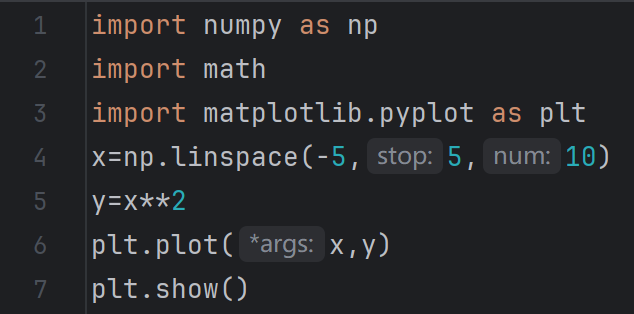 1 import numpy as np
2 import math
3 import matplotlib.pyplot as plt
4 x=np.linspace(-5, stop: 5, num: 10)
5 y=x**2
6 plt.plot( *args: x,y)
7 plt.show()